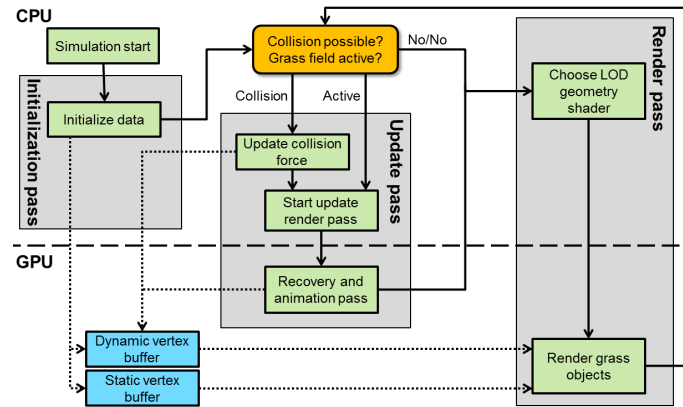 CPU
Simulation start
Initialize data
Initialization pass
Collision possible?
Grass field active?
No/No
Collision
Active
Update collision
force
Start update
render pass
Update pass
Recovery and
animation pass
Choose LOD
geometry
shader
Render pass
GPU
Dynamic vertex
buffer
Static vertex
buffer
Render grass
objects